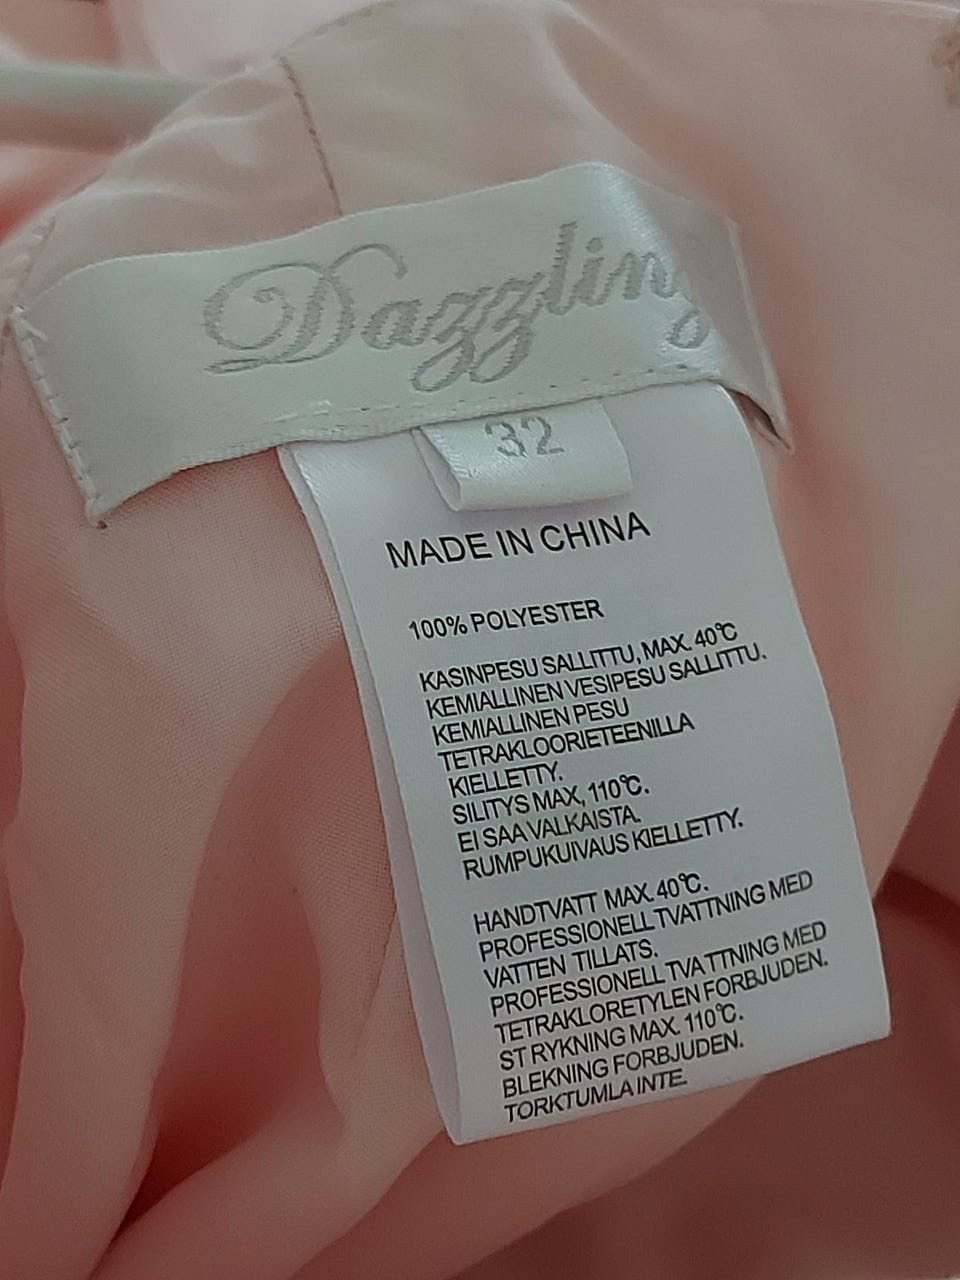 Dazzling
32
MADE IN CHINA
100% POLYESTER
KASINPESU SALLITTU, MAX. 40℃
KEMIALLINEN VESIPESU SALLITTU.
KEMIALLINEN PESU
TETRAKLOORIETEENILLA
KIELLETTY.
SILITYS MAX, 110℃.
EI SAA VALKAISTA.
RUMPUKUIVAUS KIELLETTY.
HANDTVATT MAX. 40℃.
PROFESSIONELL TVATTNING MED
VATTEN TILLATS.
PROFESSIONELL TVATTNING MED
TETRAKLORETYLEN FORBJUDEN.
ST RYKNING MAX. 110℃.
BLEKNING FORBJUDEN.
TORKTUMLA INTE.